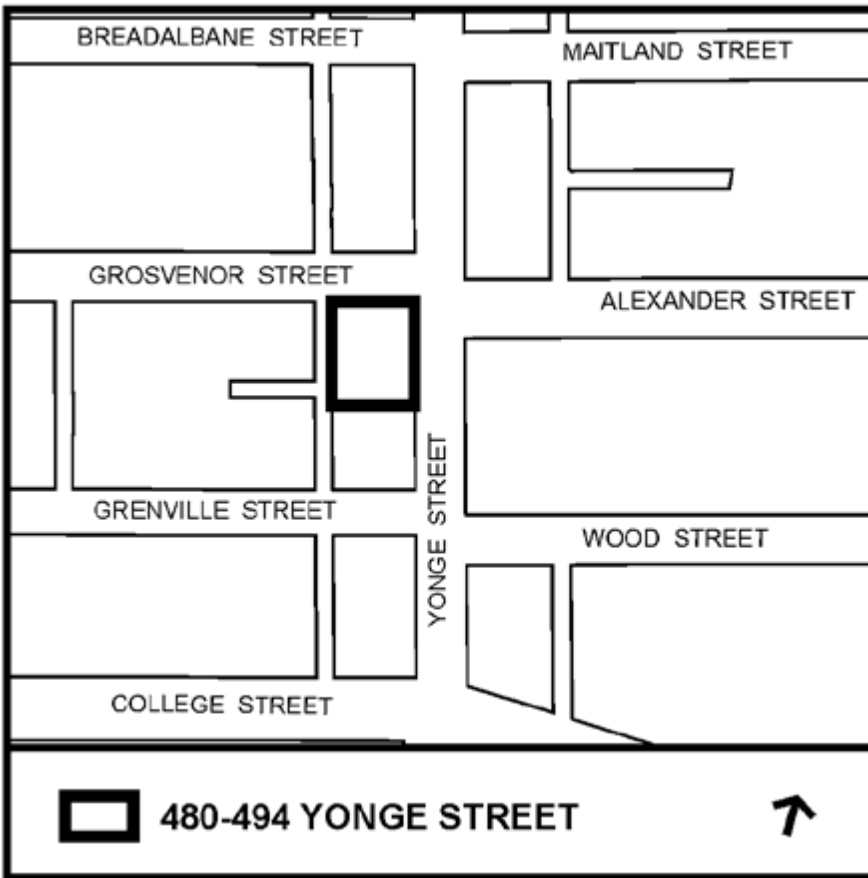 BREADALBANE STREET
MAITLAND STREET
GROSVENOR STREET
ALEXANDER STREET
YONGE STREET
GRENVILLE STREET
WOOD STREET
COLLEGE STREET
480-494 YONGE STREET